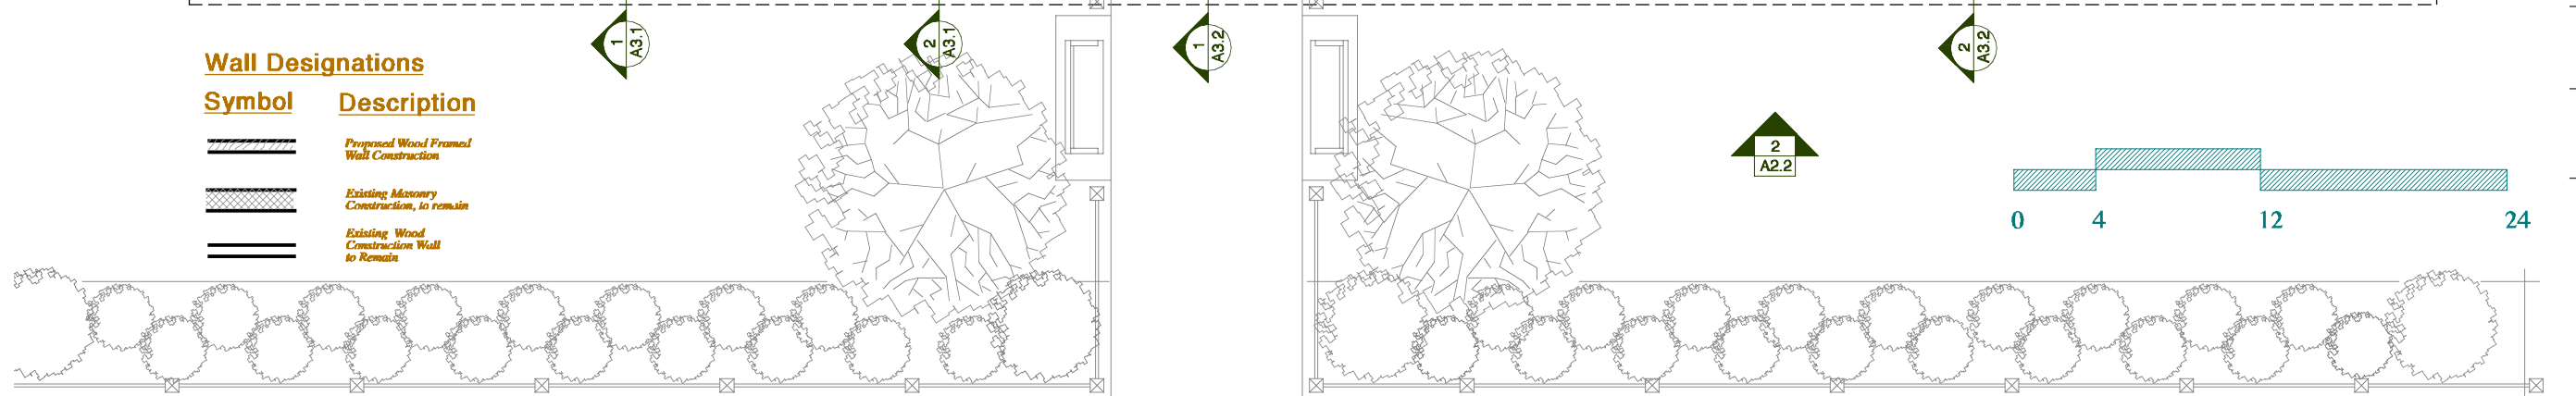 1
A3.1
2
A3.1
1
A3.2
2
A3.2
Wall Designations
Symbol Description
Proposed Wood Framed
Wall Construction
Existing Masonry
Construction, to remain
Existing Wood
Construction Wall
to Remain
2
A2.2
0 4 12 24